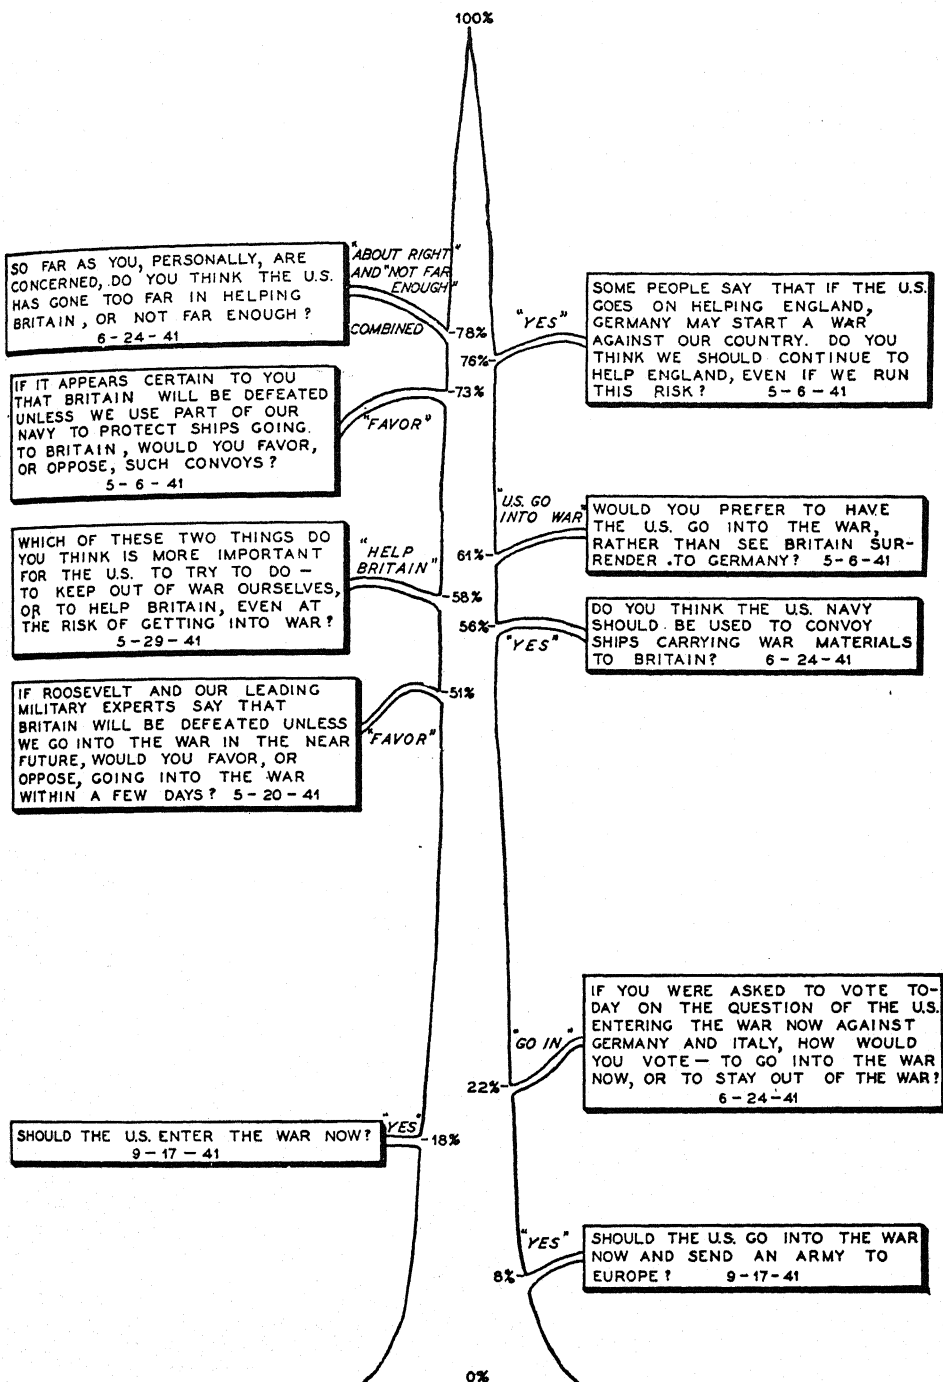 100%
SO FAR AS YOU, PERSONALLY, ARE
CONCERNED, DO YOU THINK THE U.S.
HAS GONE TOO FAR IN HELPING
BRITAIN, OR NOT FAR ENOUGH?
6-24-41
"ABOUT RIGHT"
AND "NOT FAR
ENOUGH"
COMBINED
78%
SOME PEOPLE SAY THAT IF THE U.S.
GOES ON HELPING ENGLAND,
GERMANY MAY START A WAR
AGAINST OUR COUNTRY. DO YOU
THINK WE SHOULD CONTINUE TO
HELP ENGLAND, EVEN IF WE RUN
THIS RISK? 5-6-41
"YES"
76%
IF IT APPEARS CERTAIN TO YOU
THAT BRITAIN WILL BE DEFEATED
UNLESS WE USE PART OF OUR
NAVY TO PROTECT SHIPS GOING.
TO BRITAIN, WOULD YOU FAVOR,
OR OPPOSE, SUCH CONVOYS?
5-6-41
"FAVOR"
73%
"U.S. GO
INTO WAR"
61%
WOULD YOU PREFER TO HAVE
THE U.S. GO INTO THE WAR,
RATHER THAN SEE BRITAIN SUR-
RENDER .TO GERMANY? 5-6-41
WHICH OF THESE TWO THINGS DO
YOU THINK IS MORE IMPORTANT
FOR THE U.S. TO TRY TO DO —
TO KEEP OUT OF WAR OURSELVES,
OR TO HELP BRITAIN, EVEN AT
THE RISK OF GETTING INTO WAR?
5-29-41
"HELP
BRITAIN"
58%
56%
"YES"
DO YOU THINK THE U.S. NAVY
SHOULD BE USED TO CONVOY
SHIPS CARRYING WAR MATERIALS
TO BRITAIN? 6-24-41
IF ROOSEVELT AND OUR LEADING
MILITARY EXPERTS SAY THAT
BRITAIN WILL BE DEFEATED UNLESS
WE GO INTO THE WAR IN THE NEAR
FUTURE, WOULD YOU FAVOR, OR
OPPOSE, GOING INTO THE WAR
WITHIN A FEW DAYS? 5-20-41
"FAVOR"
51%
"GO IN"
22%
IF YOU WERE ASKED TO VOTE TO-
DAY ON THE QUESTION OF THE U.S.
ENTERING THE WAR NOW AGAINST
GERMANY AND ITALY, HOW WOULD
YOU VOTE — TO GO INTO THE WAR
NOW, OR TO STAY OUT OF THE WAR?
6-24-41
SHOULD THE U.S. ENTER THE WAR NOW?
9-17-41
"YES"
18%
"YES"
8%
SHOULD THE U.S. GO INTO THE WAR
NOW AND SEND AN ARMY TO
EUROPE? 9-17-41
0%